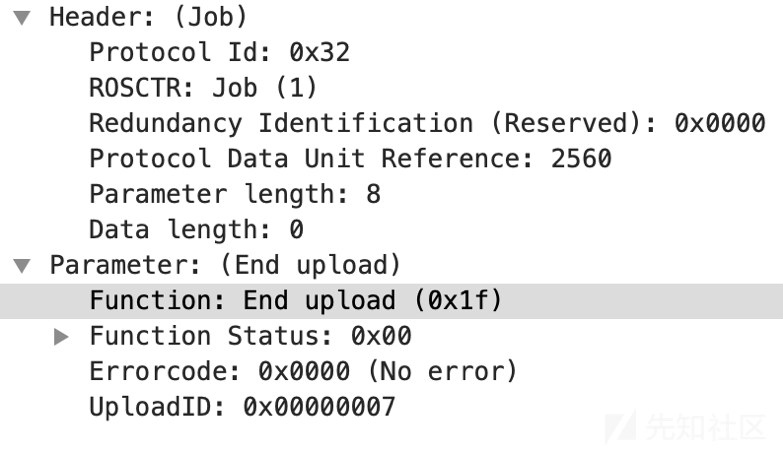 Header: (Job)
Protocol Id: 0x32
ROSCTR: Job (1)
Redundancy Identification (Reserved): 0x0000
Protocol Data Unit Reference: 2560
Parameter length: 8
Data length: 0
Parameter: (End upload)
Function: End upload (0x1f)
Function Status: 0x00
Errorcode: 0x0000 (No error)
UploadID: 0x00000007
先知社区